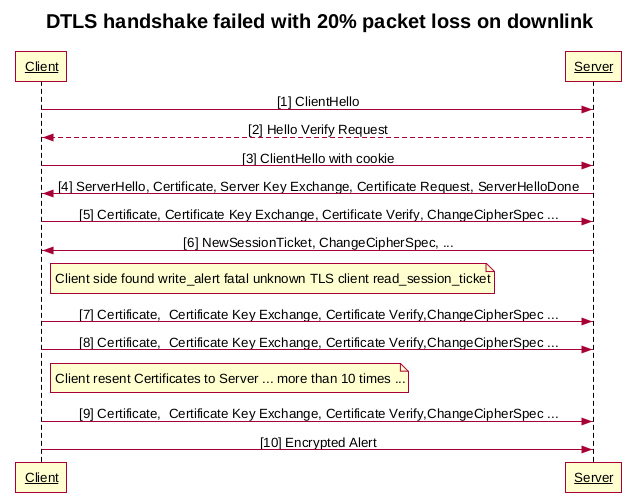 DTLS handshake failed with 20% packet loss on downlink
Client Server
[1] ClientHello
[2] Hello Verify Request
[3] ClientHello with cookie
[4] ServerHello, Certificate, Server Key Exchange, Certificate Request, ServerHelloDone
[5] Certificate, Certificate Key Exchange, Certificate Verify, ChangeCipherSpec ...
[6] NewSessionTicket, ChangeCipherSpec, ...
Client side found write_alert fatal unknown TLS client read_session_ticket
[7] Certificate,  Certificate Key Exchange, Certificate Verify,ChangeCipherSpec ...
[8] Certificate,  Certificate Key Exchange, Certificate Verify,ChangeCipherSpec ...
Client resent Certificates to Server ... more than 10 times ...
[9] Certificate,  Certificate Key Exchange, Certificate Verify,ChangeCipherSpec ...
[10] Encrypted Alert
Client Server